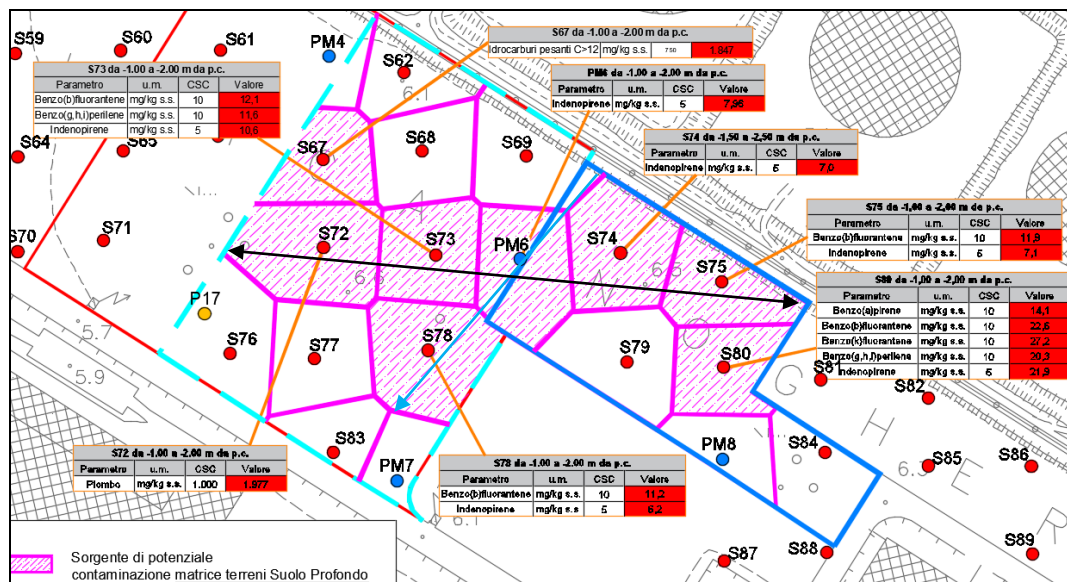 S59
S60
S61
PM4
S62
6.1
S67 da -1.00 a -2.00 m da p.c.
Idrocarburi pesanti C>12 mg/kg s.s. 750 1.847
S73 da -1.00 a -2.00 m da p.c.
Parametro u.m. CSC Valore
Benzo(b)fluorantene mg/kg s.s. 10 12,1
Benzo(g,h,i)perilene mg/kg s.s. 10 11,6
Indenopirene mg/kg s.s. 5 10,6
PM6 da -1.00 a -2.00 m da p.c.
Indenopirene mg/kg s.s. 5 7,96
S74 da -1,50 a -2,50 m da p.c.
Parametro u.m. CSC Valore
Indenopirene mg/kg s.s. 5 7,0
S64
S65
S67
S68
S69
S75 da -1,00 a -2,00 m da p.c.
Parametro u.m. CSC Valore
Benzo(b)fluorantene mg/kg s.s. 10 11,9
Indenopirene mg/kg s.s. 5 7,1
S70
S71
S72
S73
PM6
S74
S75
S80 da -1,00 a -2,00 m da p.c.
Parametro u.m. CSC Valore
Benzo(a)pirene mg/kg s.s. 10 14,1
Benzo(b)fluorantene mg/kg s.s. 10 22,6
Benzo(k)fluorantene mg/kg s.s. 10 27,2
Benzo(g,h,i)perilene mg/kg s.s. 10 20,3
Indenopirene mg/kg s.s. 5 21,9
P17
5.7
5.9
S76
S77
S78
S79
S80
S81
S82
A
N
O
G
H
E
R
S83
PM7
PM8
S84
6.9
S85
S86
S72 da -1.00 a -2.00 m da p.c.
Parametro u.m. CSC Valore
Piombo mg/kg s.s. 1.000 1.977
S78 da -1.00 a -2.00 m da p.c.
Parametro u.m. CSC Valore
Benzo(b)fluorantene mg/kg s.s. 10 11,2
Indenopirene mg/kg s.s. 5 6,2
6.1
S87
S88
S89
Sorgente di potenziale
contaminazione matrice terreni Suolo Profondo